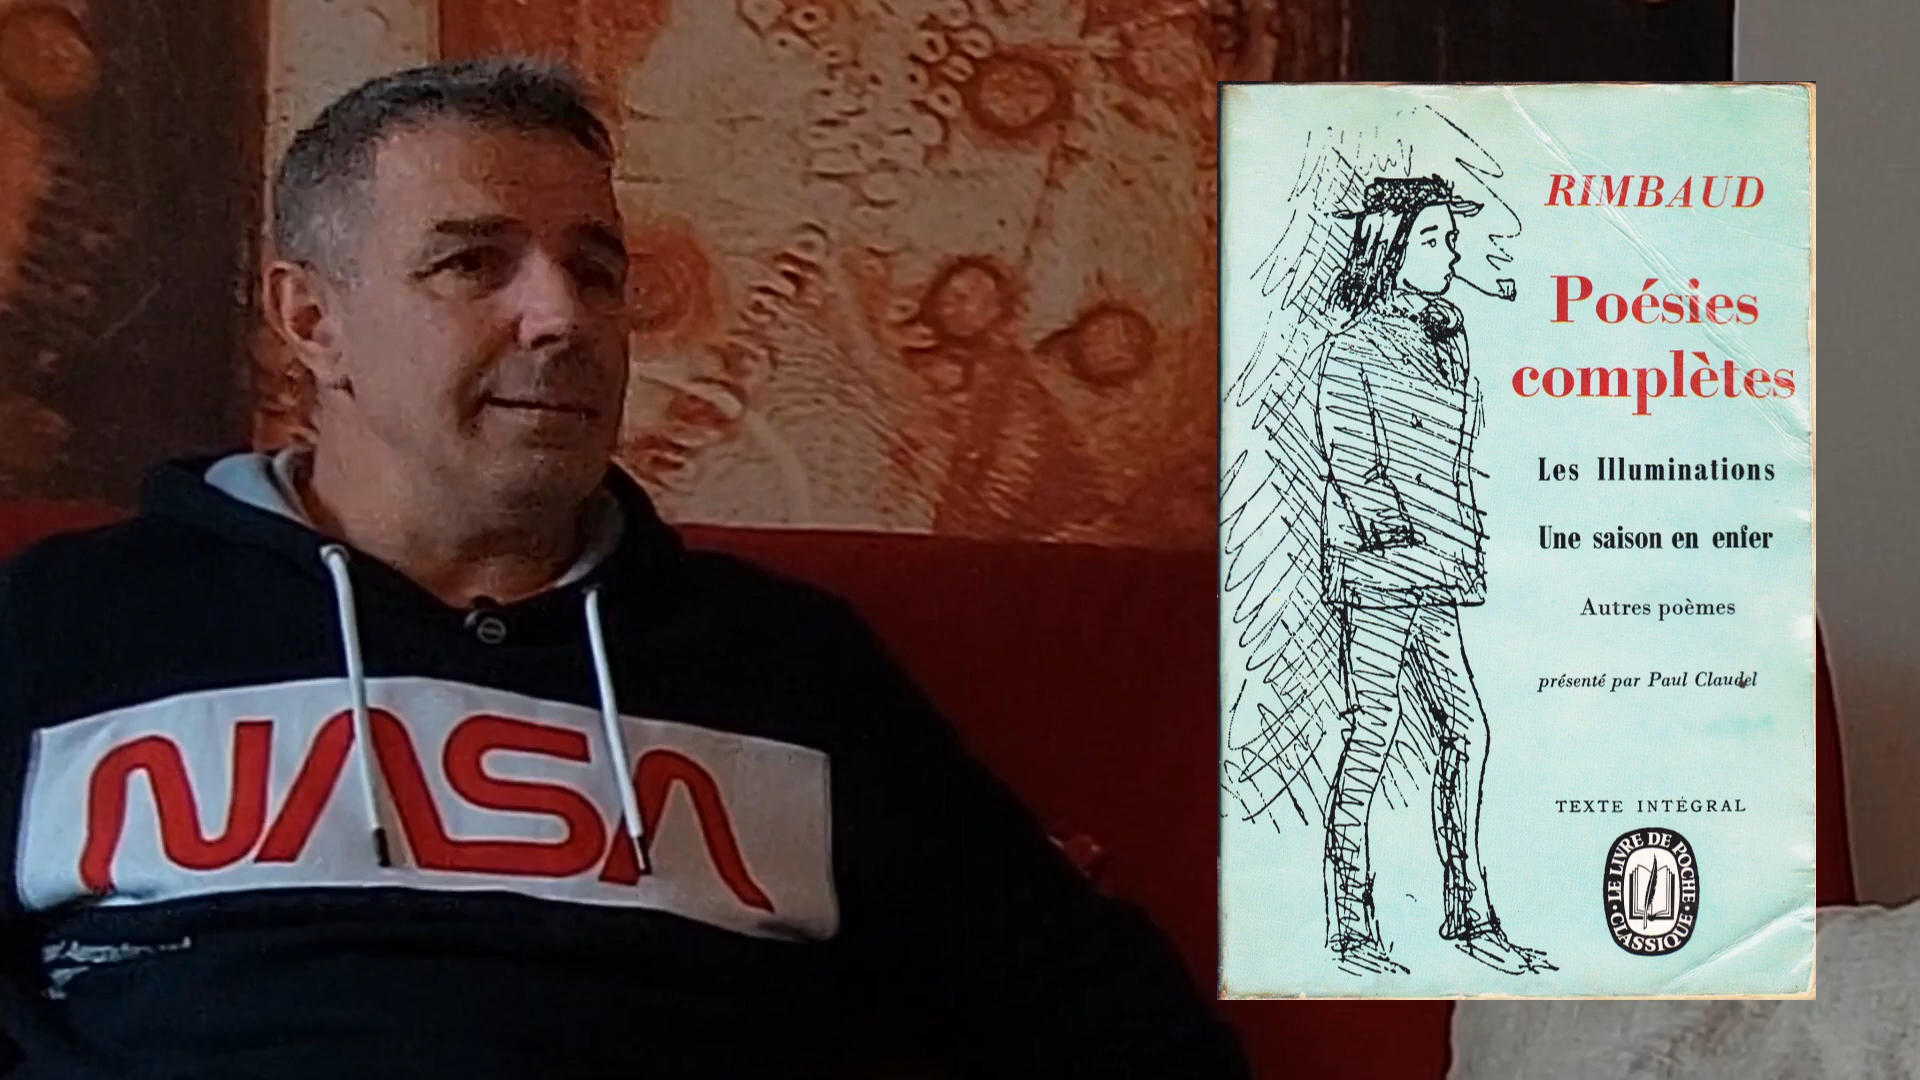 NASA
RIMBAUD
Poésies
complètes
Les Illuminations
Une saison en enfer
Autres poèmes
présenté par Paul Claudel
TEXTE INTÉGRAL
LE LIVRE DE POCHE
CLASSIQUE